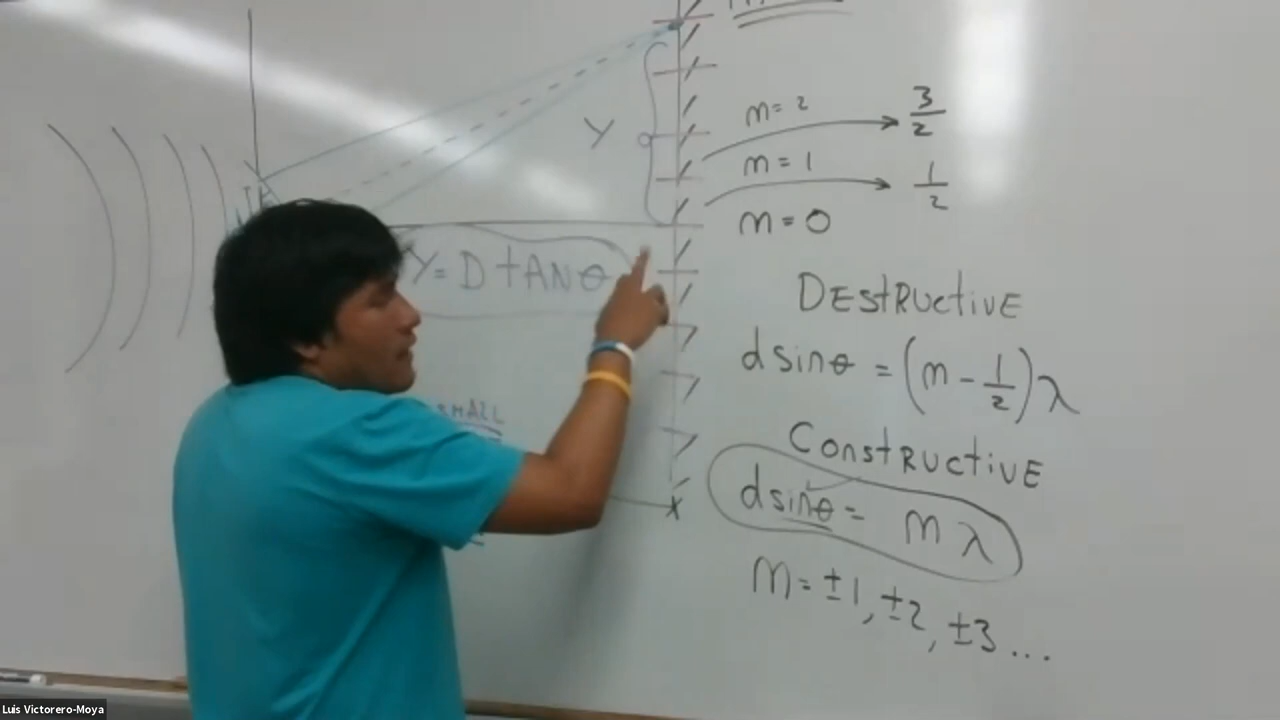 m = 2
3/2
Y
m = 1
1/2
m = 0
Y = D tan θ
Destructive
d sin θ = (m - 1/2) λ
small
Constructive
d sin θ = m λ
x
m = ±1, ±2, ±3 ...
Luis Victorero-Moya